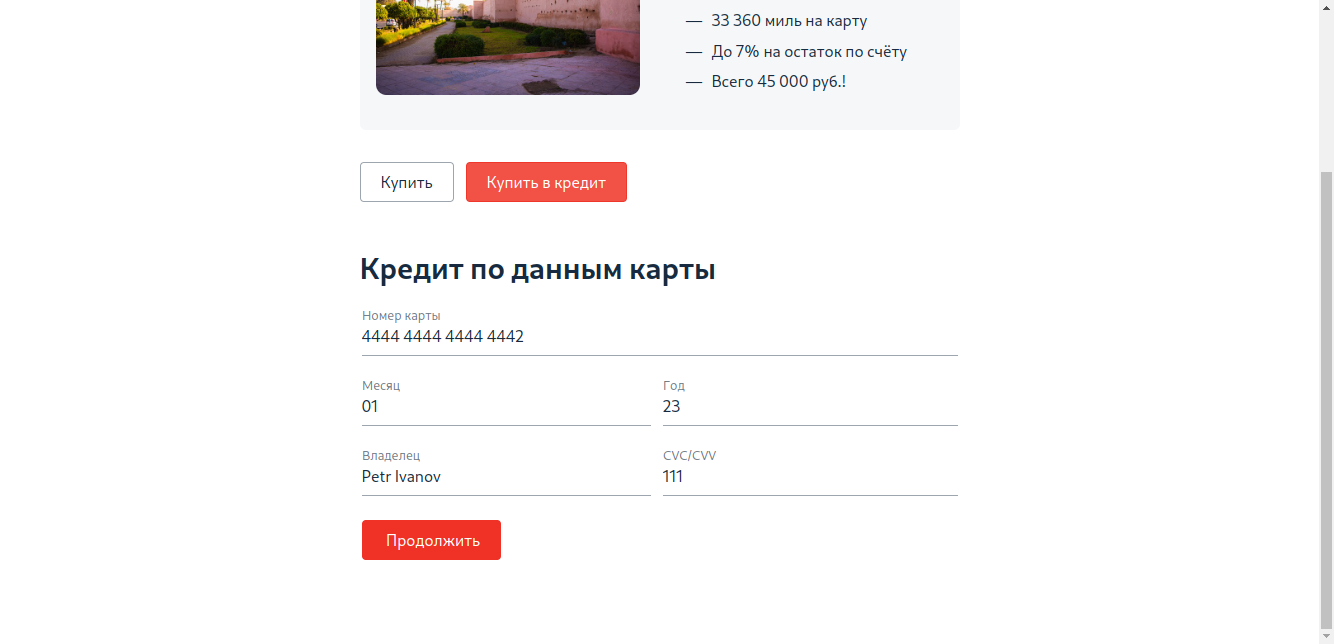 — 33 360 миль на карту
— До 7% на остаток по счёту
— Всего 45 000 руб.!
Купить
Купить в кредит
Кредит по данным карты
Номер карты
4444 4444 4444 4442
Месяц
01
Год
23
Владелец
Petr Ivanov
CVC/CVV
111
Продолжить